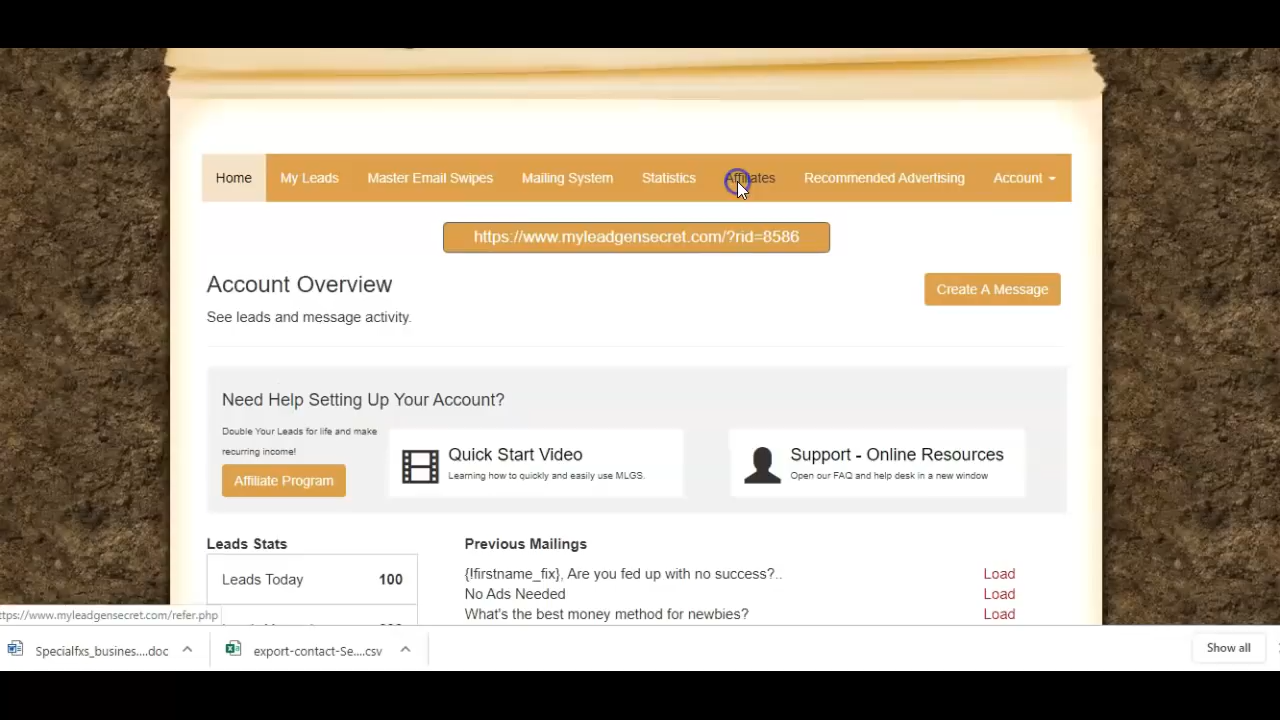 Home My Leads Master Email Swipes Mailing System Statistics Affiliates Recommended Advertising Account
https://www.myleadgensecret.com/?rid=8586
Account Overview
Create A Message
See leads and message activity.
Need Help Setting Up Your Account?
Double Your Leads for life and make
recurring income!
Affiliate Program
Quick Start Video
Learning how to quickly and easily use MLGS.
Support - Online Resources
Open our FAQ and help desk in a new window
Leads Stats
Leads Today 100
Previous Mailings
{!firstname_fix}, Are you fed up with no success?.. Load
No Ads Needed Load
What's the best money method for newbies? Load
ttps://www.myleadgensecret.com/refer.php
Specialfxs_busines....doc
export-contact-Se....csv
Show all